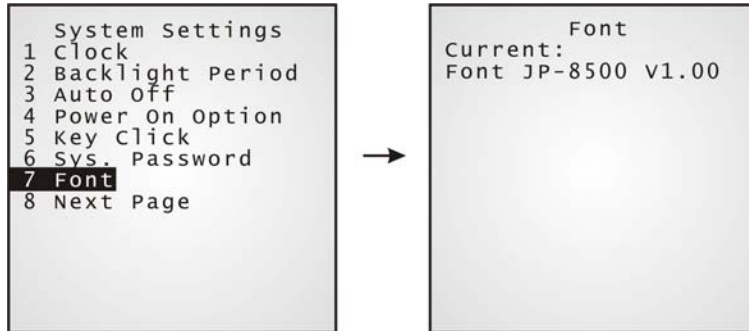 System Settings
1 Clock
2 Backlight Period
3 Auto Off
4 Power On Option
5 Key Click
6 Sys. Password
7 Font
8 Next Page
Font
Current:
Font JP-8500 V1.00